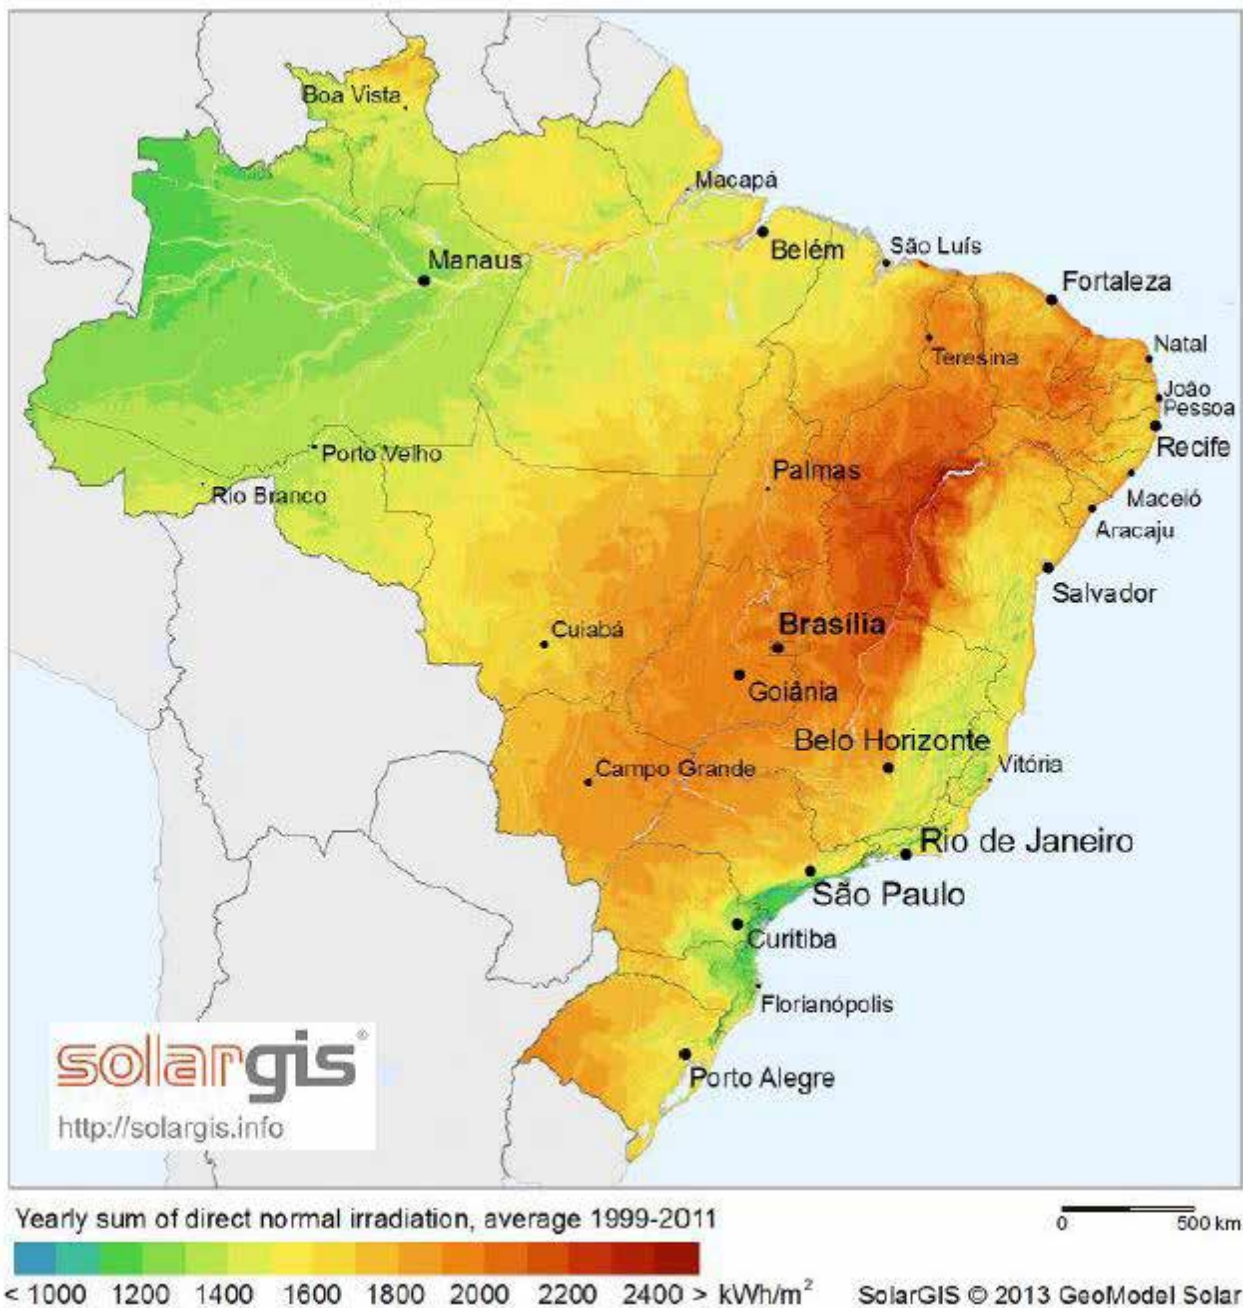 Boa Vista
Macapá
Belém
São Luís
Manaus
Fortaleza
Teresina
Natal
João
Pessoa
Recife
Porto Velho
Palmas
Rio Branco
Maceió
Aracaju
Salvador
Cuiabá
Brasília
Goiânia
Belo Horizonte
Campo Grande
Vitória
Rio de Janeiro
São Paulo
Curitiba
Florianópolis
Porto Alegre
solargis®
http://solargis.info
Yearly sum of direct normal irradiation, average 1999-2011
0 500 km
< 1000 1200 1400 1600 1800 2000 2200 2400 > kWh/m²
SolarGIS © 2013 GeoModel Solar